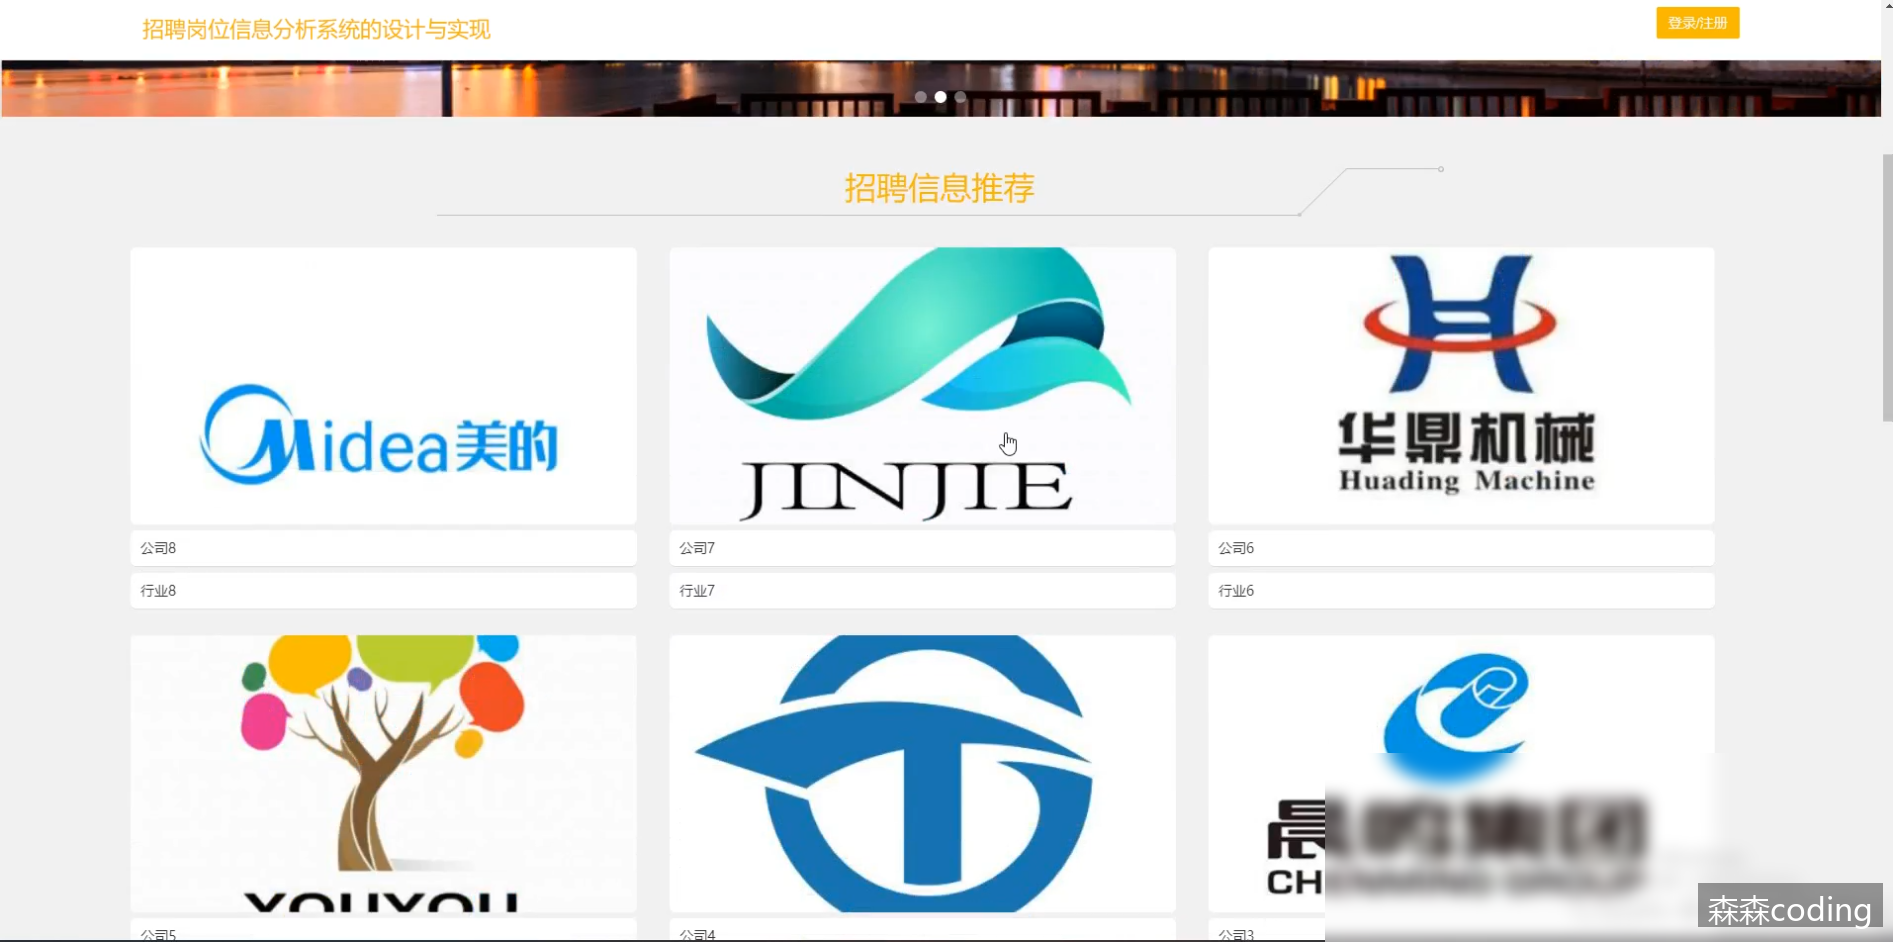 招聘岗位信息分析系统的设计与实现
登录/注册
招聘信息推荐
Midea美的
JINJIE
华鼎机械
Huading Machine
公司8
公司7
公司6
行业8
行业7
行业6
YOUYOU
晨
CH
公司5
公司4
公司3
森森coding